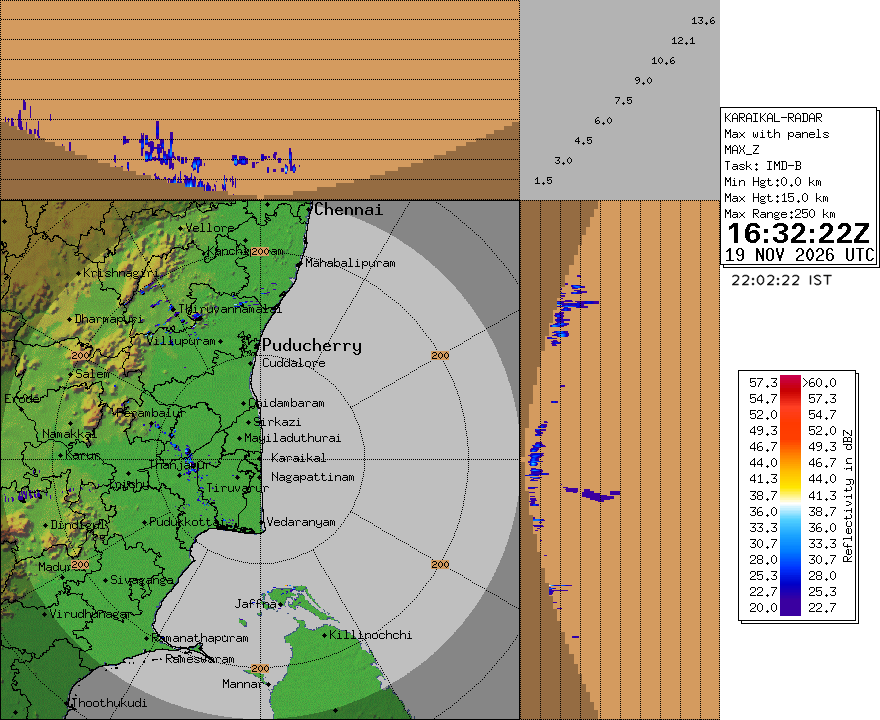 13.6
12.1
10.6
9.0
7.5
6.0
4.5
3.0
1.5
KARAIKAL-RADAR
Max with panels
MAX_Z
Task: IMD-B
Min Hgt:0.0 km
Max Hgt:15.0 km
Max Range:250 km
16:32:22Z
19 NOV 2026 UTC
22:02:22 IST
Chennai
Vellore
200
Mahabalipuram
Krishnagiri
Thiruvannamalai
Dharmapuri
Villupuram
Puducherry
200
200
Cuddalore
Salem
Erode
Chidambaram
Perambalur
Sirkazi
Namakkal
Mayiladuthurai
Karur
Karaikal
Thanjavur
Nagapattinam
Tiruvarur
Pudukkottai
Vedaranyam
Dindigul
200
200
Madurai
Sivaganga
Jaffna
Virudhunagar
Killinochchi
Ramanathapuram
Rameswaram
200
Mannar
Thoothukudi
57.3 >60.0
54.7 57.3
52.0 54.7
49.3 52.0
46.7 49.3
44.0 46.7
41.3 44.0
38.7 41.3
36.0 38.7
33.3 36.0
30.7 33.3
28.0 30.7
25.3 28.0
22.7 25.3
20.0 22.7
Reflectivity in dBZ